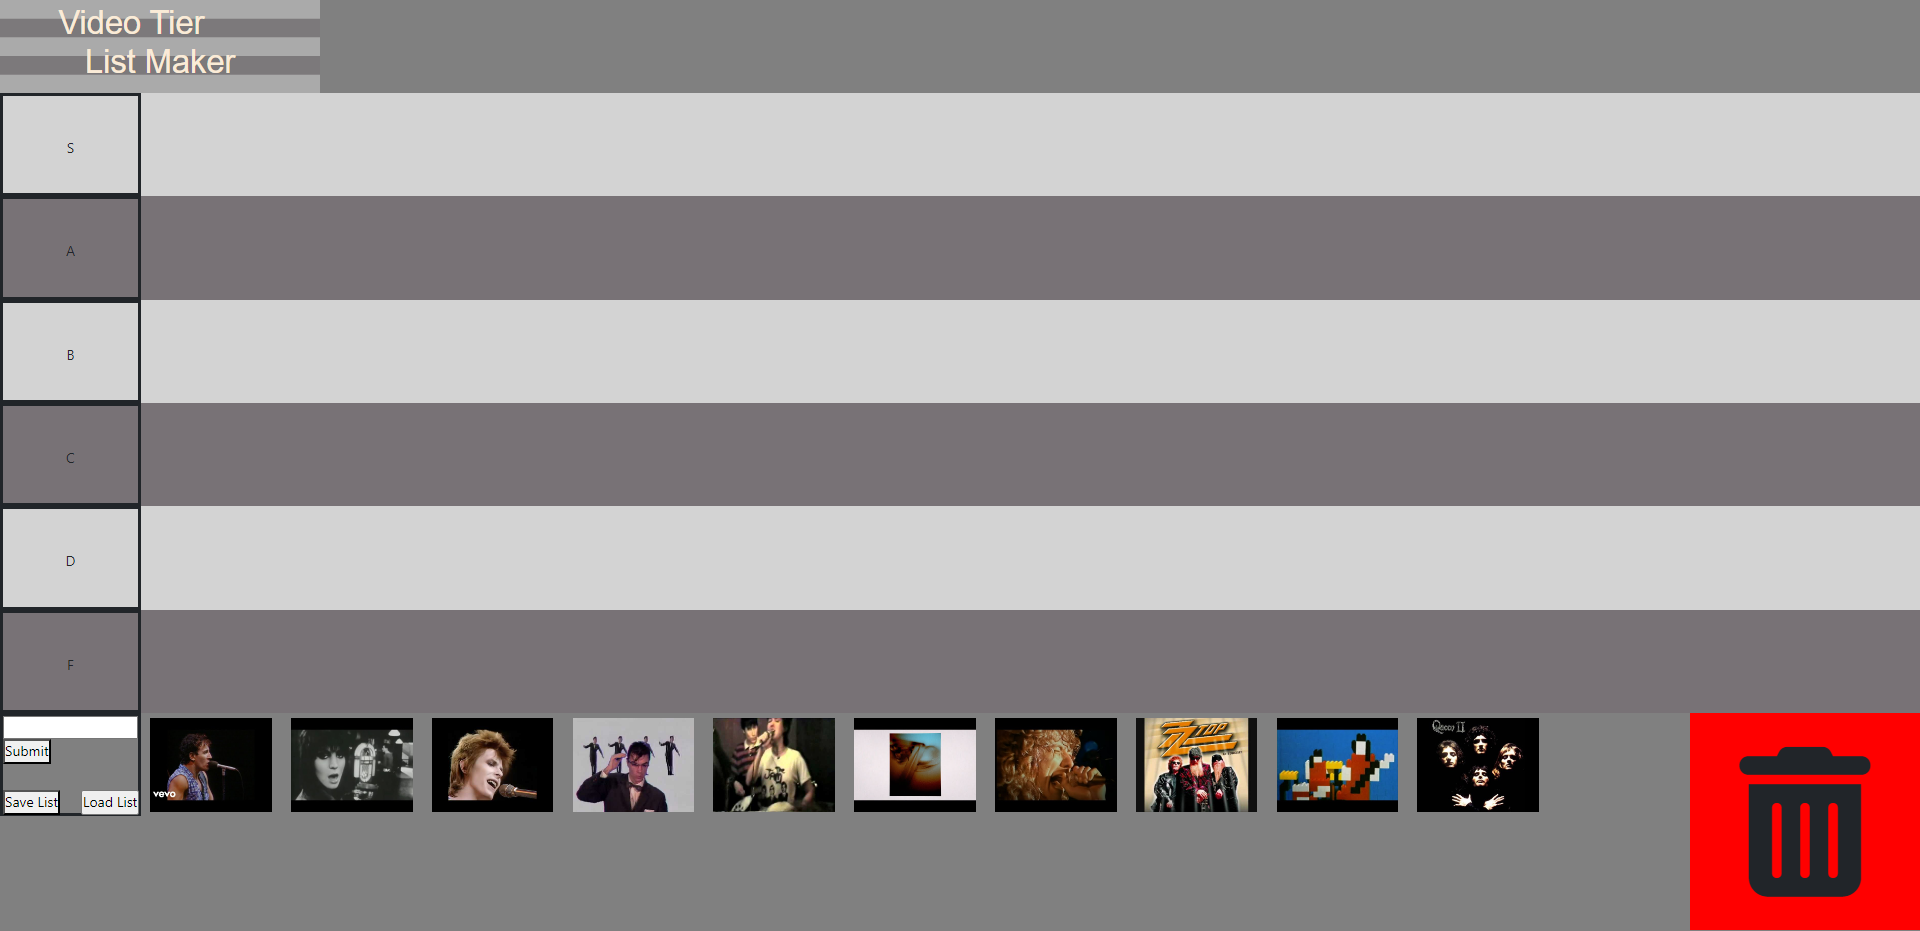 Video Tier
List Maker
S
A
B
C
D
F
Submit
Save List
Load List
vevo
ZZ TOP
Queen II